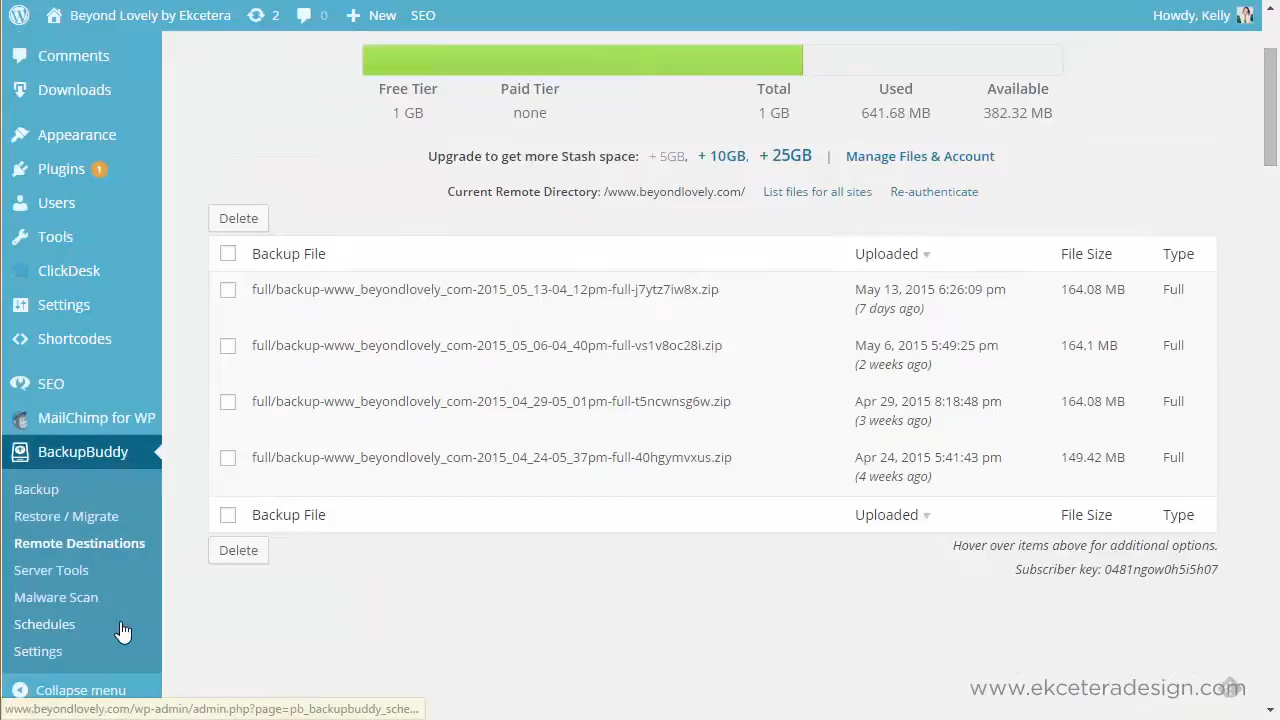 Beyond Lovely by Ekcetera 2 0 New SEO Howdy, Kelly
Comments
Downloads
Appearance
Plugins 1
Users
Tools
ClickDesk
Settings
Shortcodes
SEO
MailChimp for WP
BackupBuddy
Backup
Restore / Migrate
Remote Destinations
Server Tools
Malware Scan
Schedules
Settings
Collapse menu
www.beyondlovely.com/wp-admin/admin.php?page=pb_backupbuddy_sche...
Free Tier Paid Tier Total Used Available
1 GB none 1 GB 641.68 MB 382.32 MB
Upgrade to get more Stash space: + 5GB, + 10GB, + 25GB | Manage Files & Account
Current Remote Directory: /www.beyondlovely.com/ List files for all sites Re-authenticate
Delete
Backup File Uploaded File Size Type
full/backup-www_beyondlovely_com-2015_05_13-04_12pm-full-j7ytz7iw8x.zip May 13, 2015 6:26:09 pm 164.08 MB Full
(7 days ago)
full/backup-www_beyondlovely_com-2015_05_06-04_40pm-full-vs1v8oc28i.zip May 6, 2015 5:49:25 pm 164.1 MB Full
(2 weeks ago)
full/backup-www_beyondlovely_com-2015_04_29-05_01pm-full-t5ncwnsg6w.zip Apr 29, 2015 8:18:48 pm 164.08 MB Full
(3 weeks ago)
full/backup-www_beyondlovely_com-2015_04_24-05_37pm-full-40hgymvxus.zip Apr 24, 2015 5:41:43 pm 149.42 MB Full
(4 weeks ago)
Backup File Uploaded File Size Type
Delete
Hover over items above for additional options.
Subscriber key: 0481ngow0h5i5h07
www.ekceteradesign.com